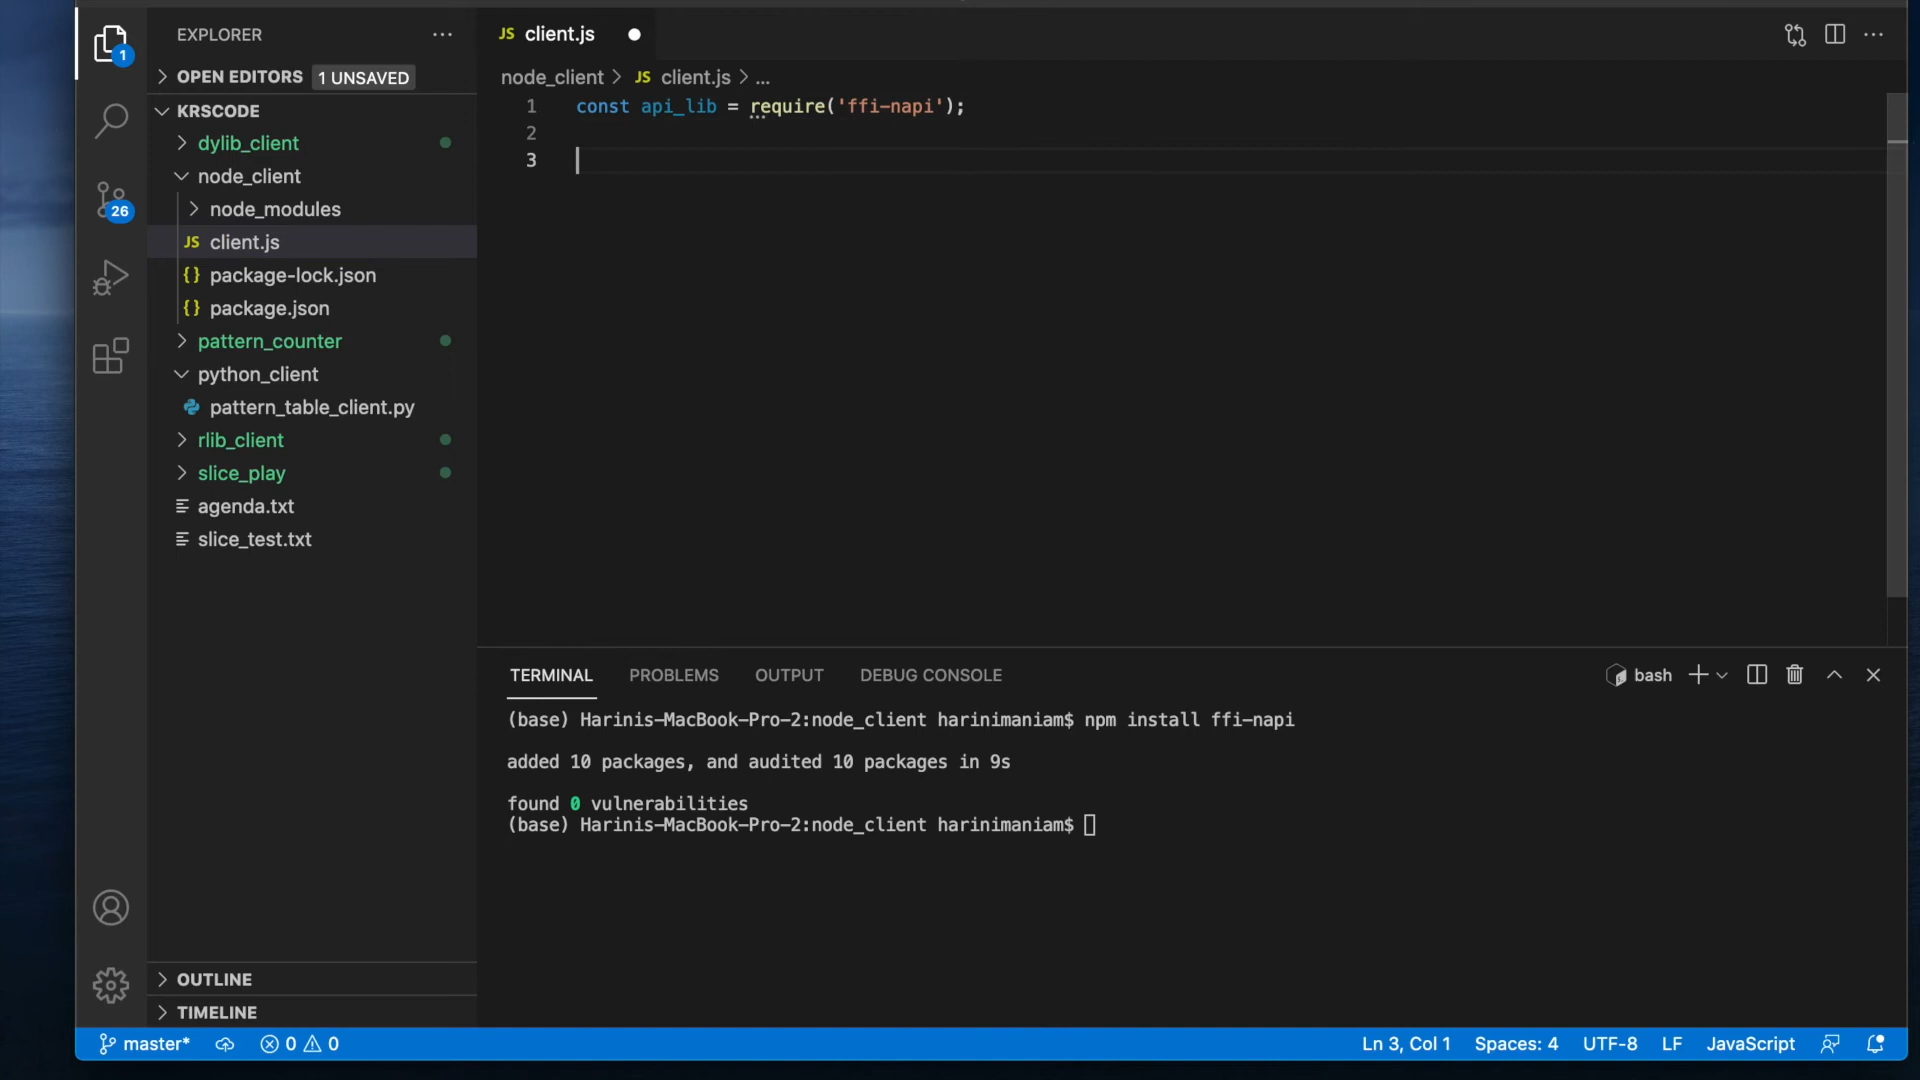 EXPLORER
1
OPEN EDITORS 1 UNSAVED
KRSCODE
dylib_client
node_client
node_modules
26
JS client.js
{} package-lock.json
{} package.json
pattern_counter
python_client
pattern_table_client.py
rlib_client
slice_play
agenda.txt
slice_test.txt
OUTLINE
TIMELINE
JS client.js
node_client > JS client.js > ...
1 const api_lib = require('ffi-napi');
2
3
TERMINAL PROBLEMS OUTPUT DEBUG CONSOLE bash
(base) Harinis-MacBook-Pro-2:node_client harinimaniam$ npm install ffi-napi
added 10 packages, and audited 10 packages in 9s
found 0 vulnerabilities
(base) Harinis-MacBook-Pro-2:node_client harinimaniam$
master* 0 0 Ln 3, Col 1 Spaces: 4 UTF-8 LF JavaScript